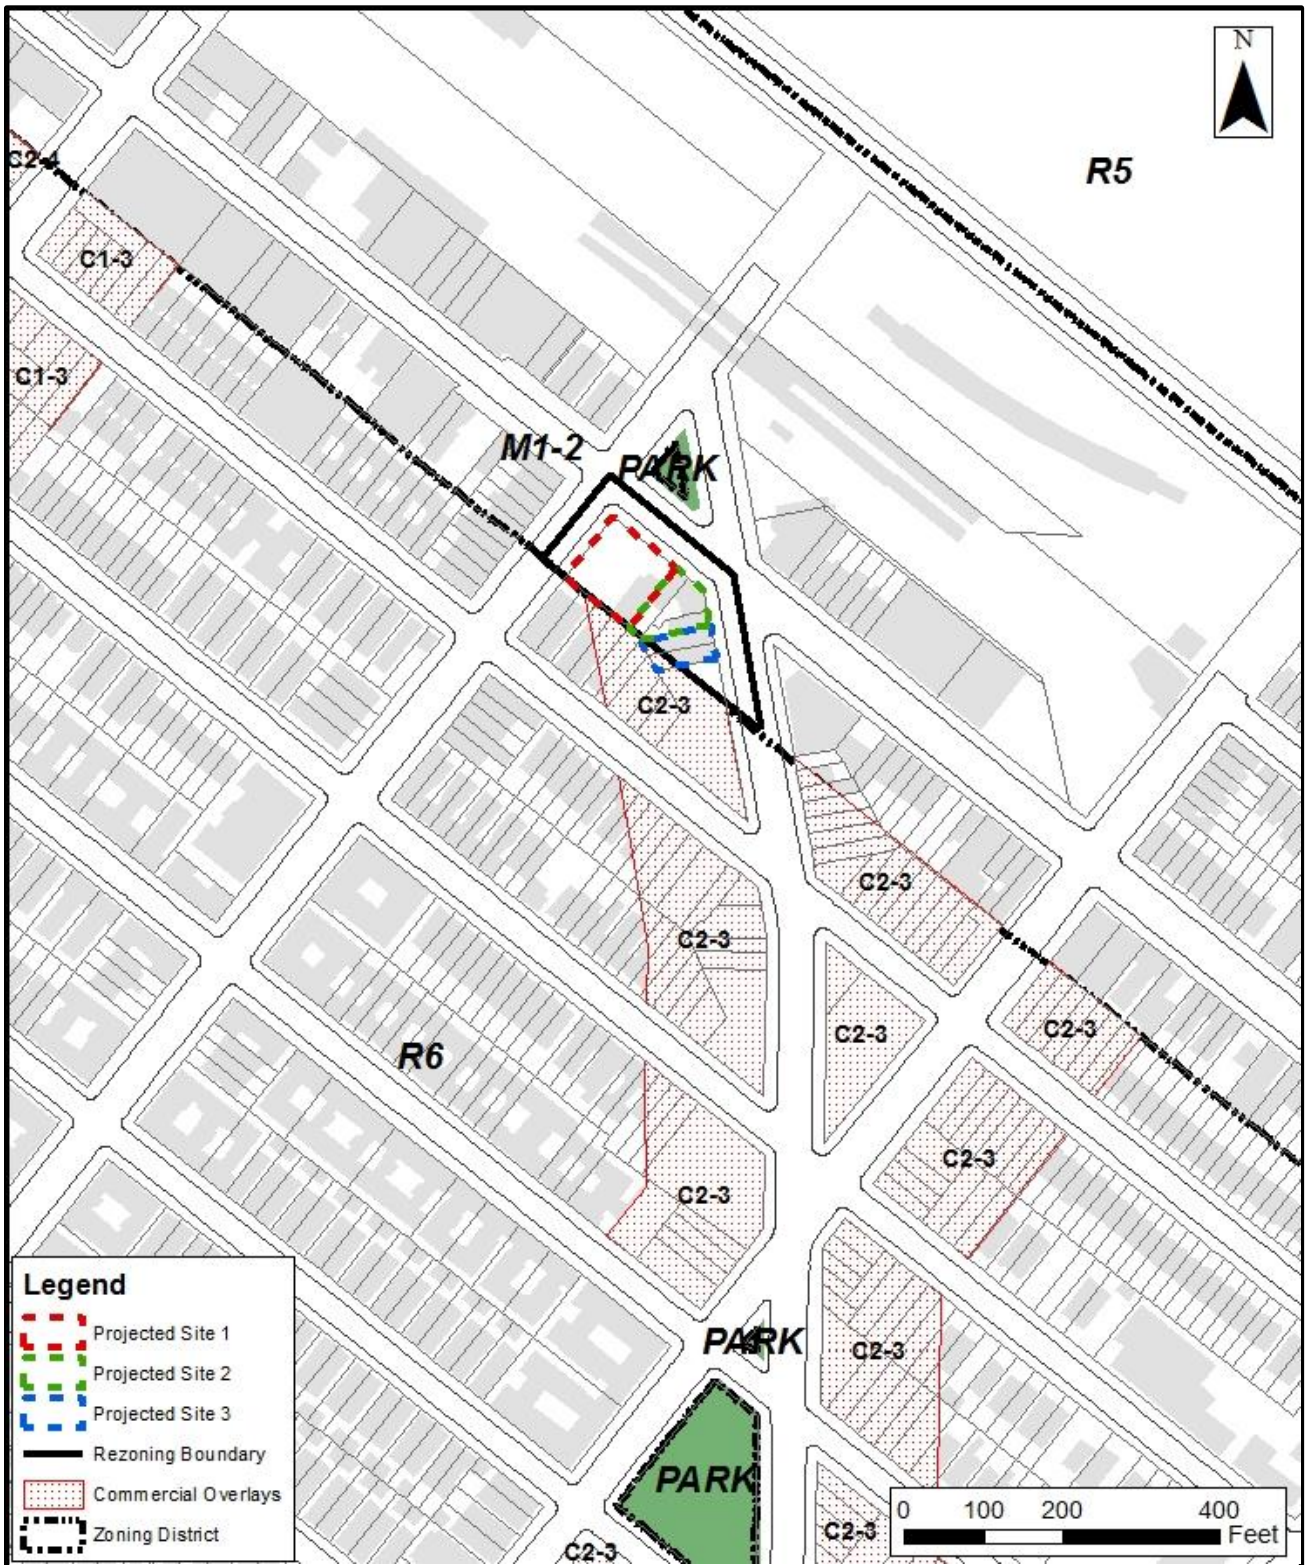 N
R5
C2-4
C1-3
C1-3
M1-2
PARK
C2-3
C2-3
C2-3
C2-3
C2-3
R6
C2-3
C2-3
PARK
C2-3
PARK
C2-3
C2-3
Legend
Projected Site 1
Projected Site 2
Projected Site 3
Rezoning Boundary
Commercial Overlays
Zoning District
0 100 200 400
Feet